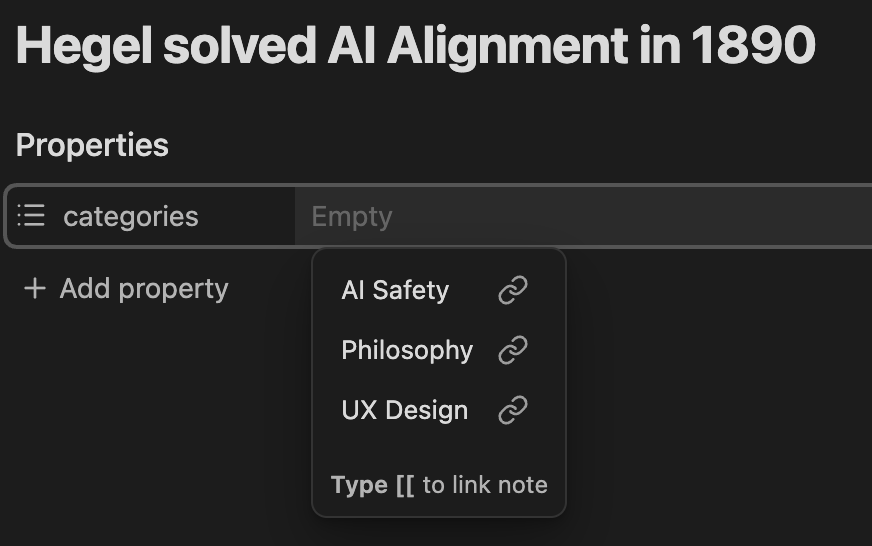 Hegel solved AI Alignment in 1890
Properties
categories Empty
Add property
AI Safety
Philosophy
UX Design
Type [[ to link note